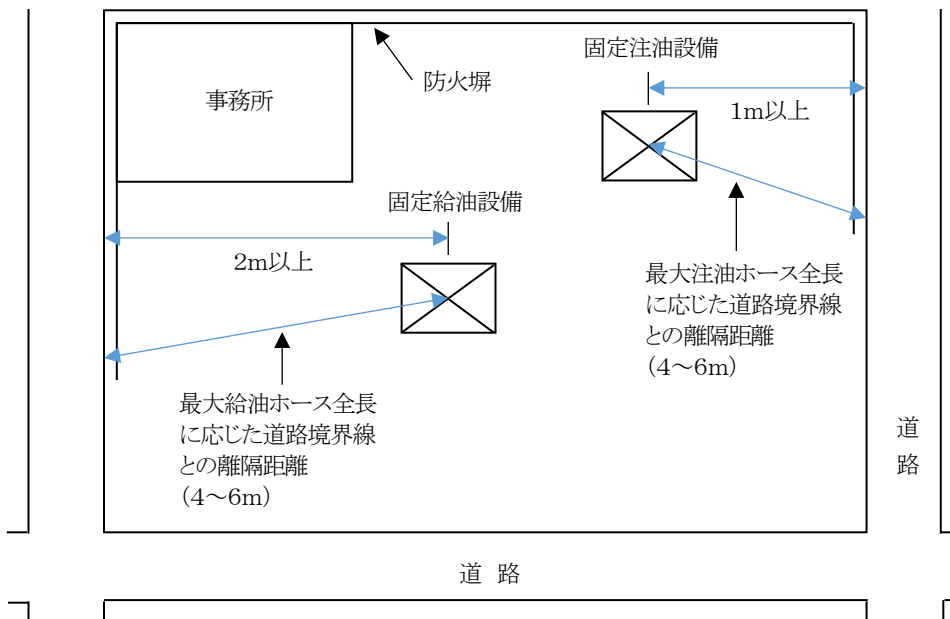 固定注油設備
防火塀
事務所
1m以上
固定給油設備
2m以上
最大注油ホース全長
に応じた道路境界線
との離隔距離
（4～6m）
最大給油ホース全長
に応じた道路境界線
との離隔距離
（4～6m）
道
路
道 路